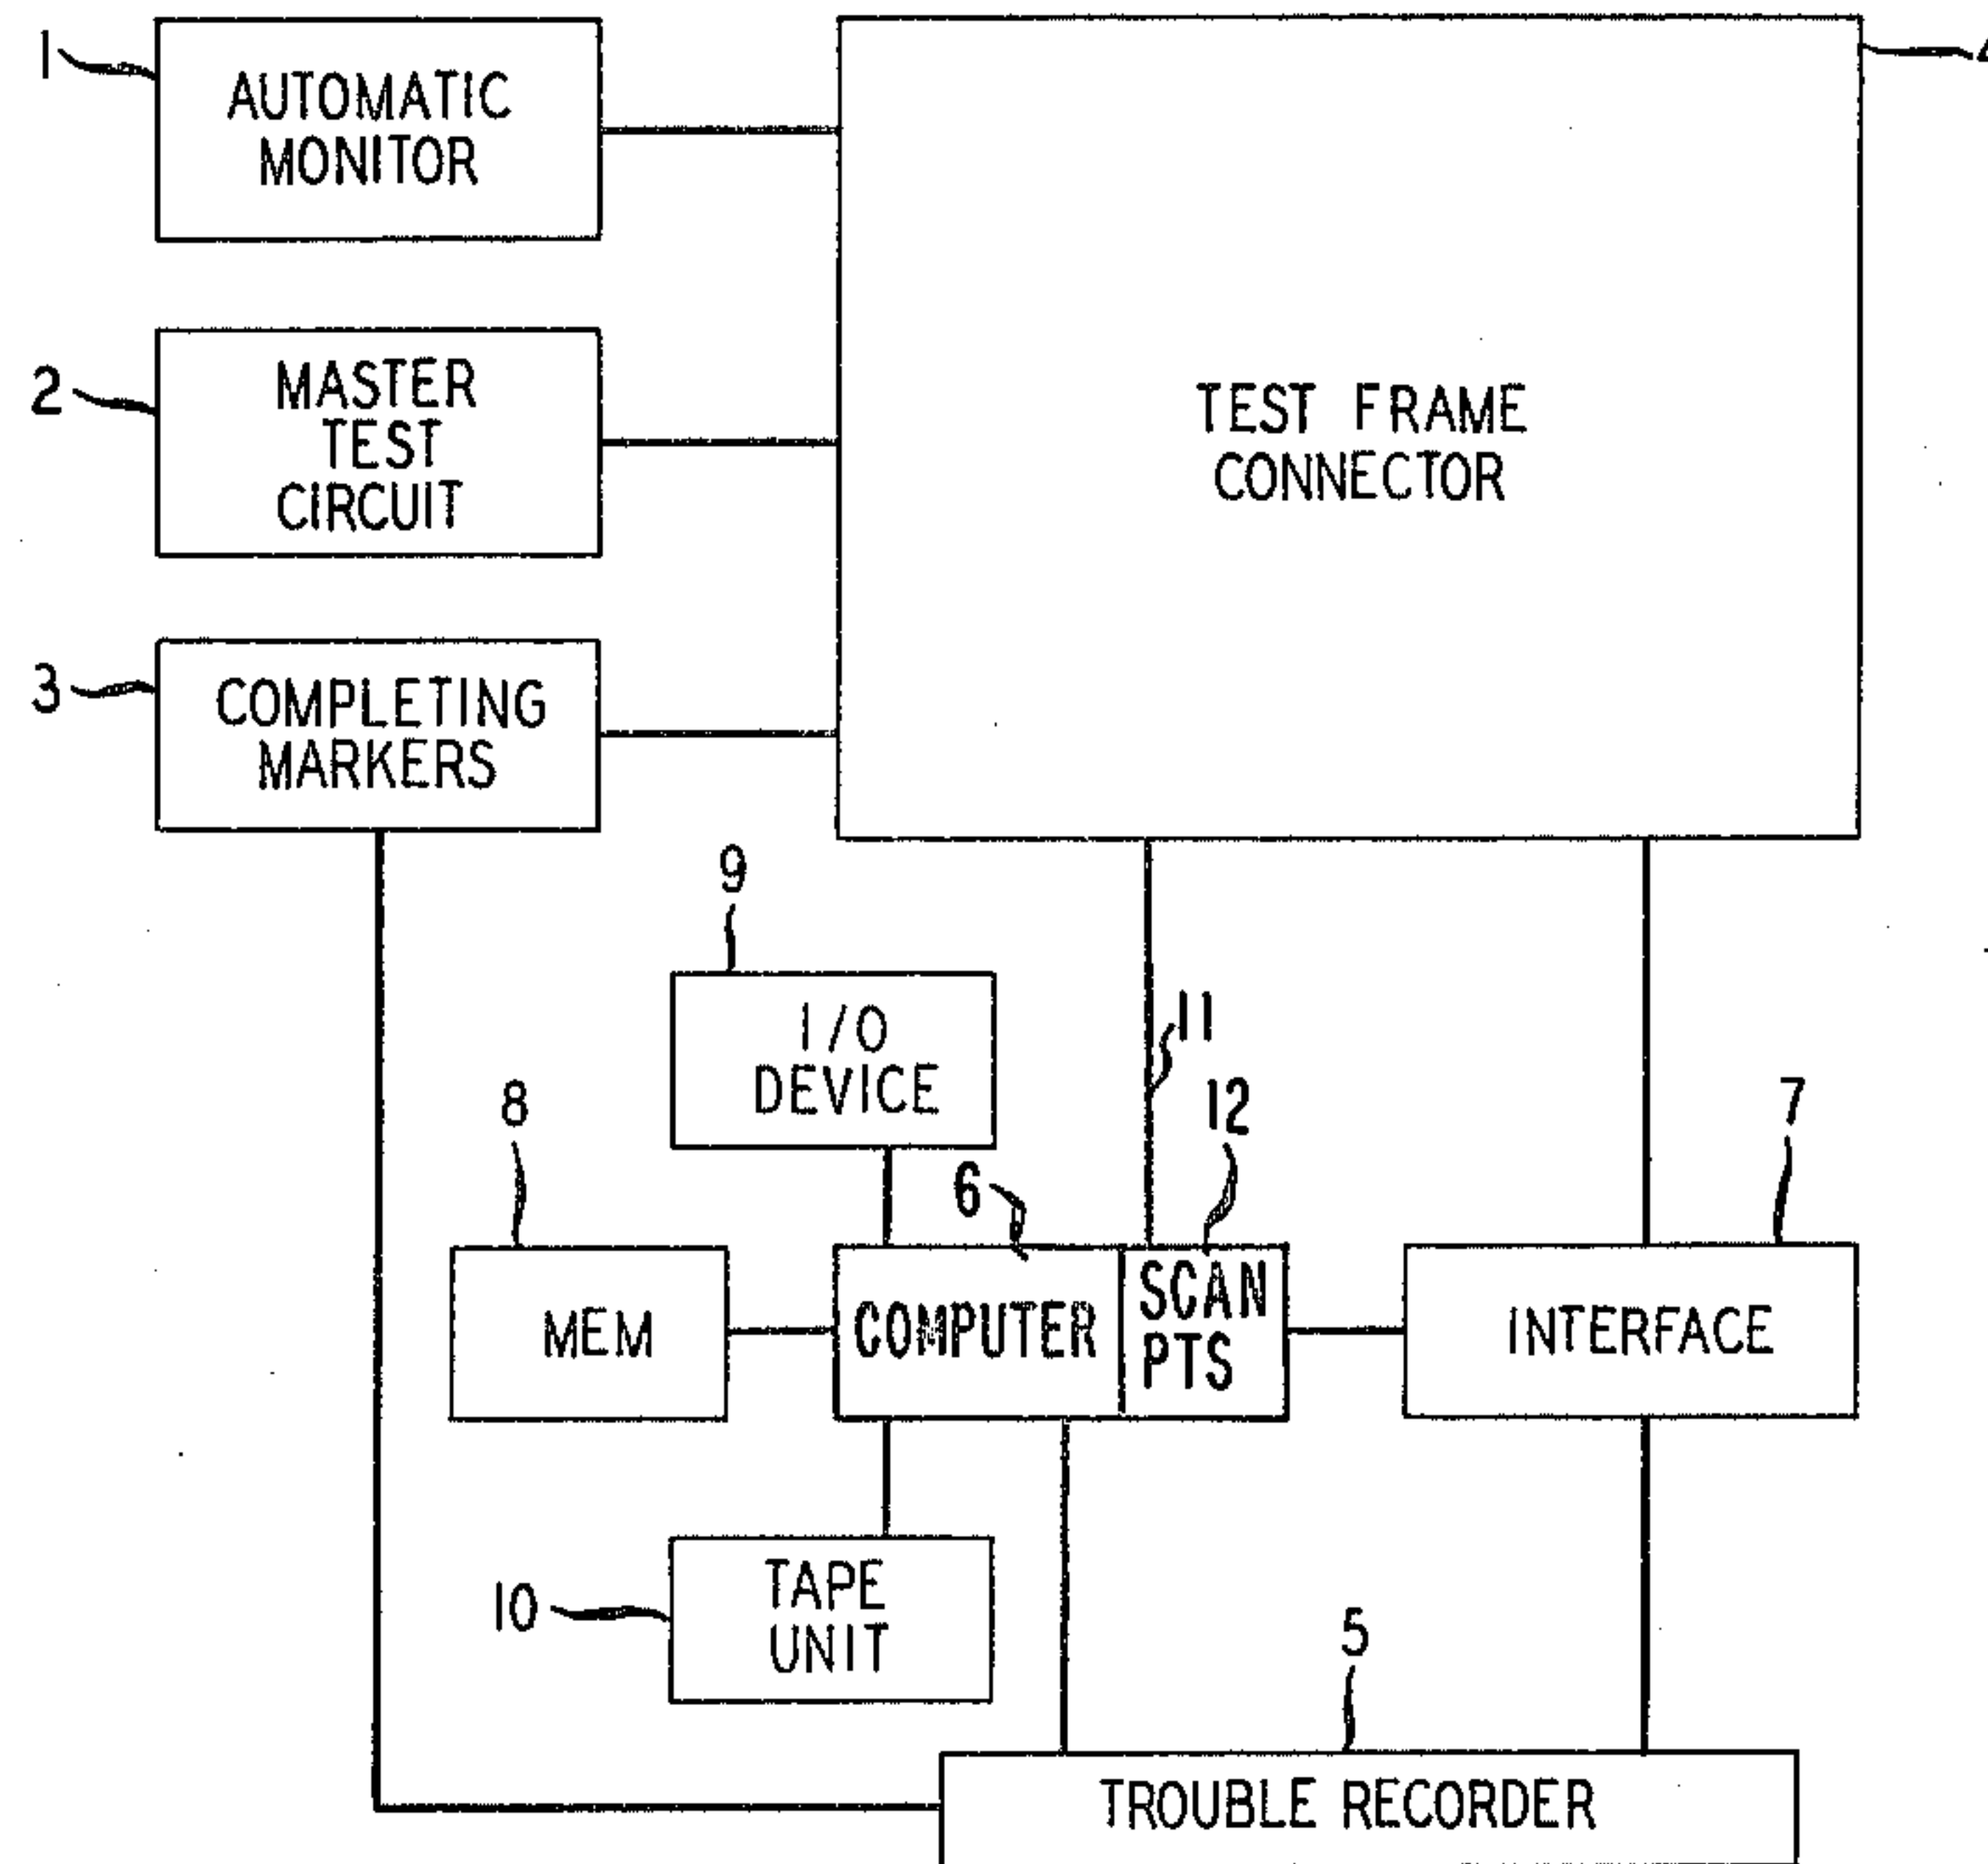 1
AUTOMATIC
MONITOR
4
2
MASTER
TEST
CIRCUIT
TEST FRAME
CONNECTOR
3
COMPLETING
MARKERS
9
I/O
DEVICE
11
8
12
7
6
MEM
COMPUTER
SCAN
PTS
INTERFACE
10
TAPE
UNIT
5
TROUBLE RECORDER